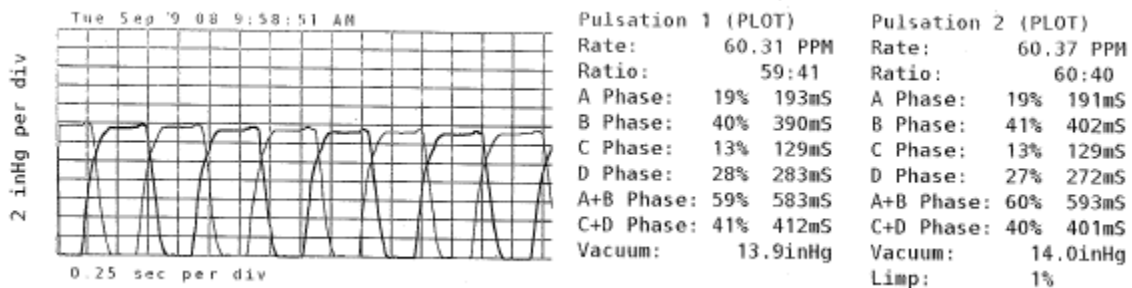 Tue Sep '9 08 9:58:51 AM
2 inHg per div
0.25 sec per div
Pulsation 1 (PLOT)
Rate: 60.31 PPM
Ratio: 59:41
A Phase: 19% 193mS
B Phase: 40% 390mS
C Phase: 13% 129mS
D Phase: 28% 283mS
A+B Phase: 59% 583mS
C+D Phase: 41% 412mS
Vacuum: 13.9inHg
Pulsation 2 (PLOT)
Rate: 60.37 PPM
Ratio: 60:40
A Phase: 19% 191mS
B Phase: 41% 402mS
C Phase: 13% 129mS
D Phase: 27% 272mS
A+B Phase: 60% 593mS
C+D Phase: 40% 401mS
Vacuum: 14.0inHg
Limp: 1%